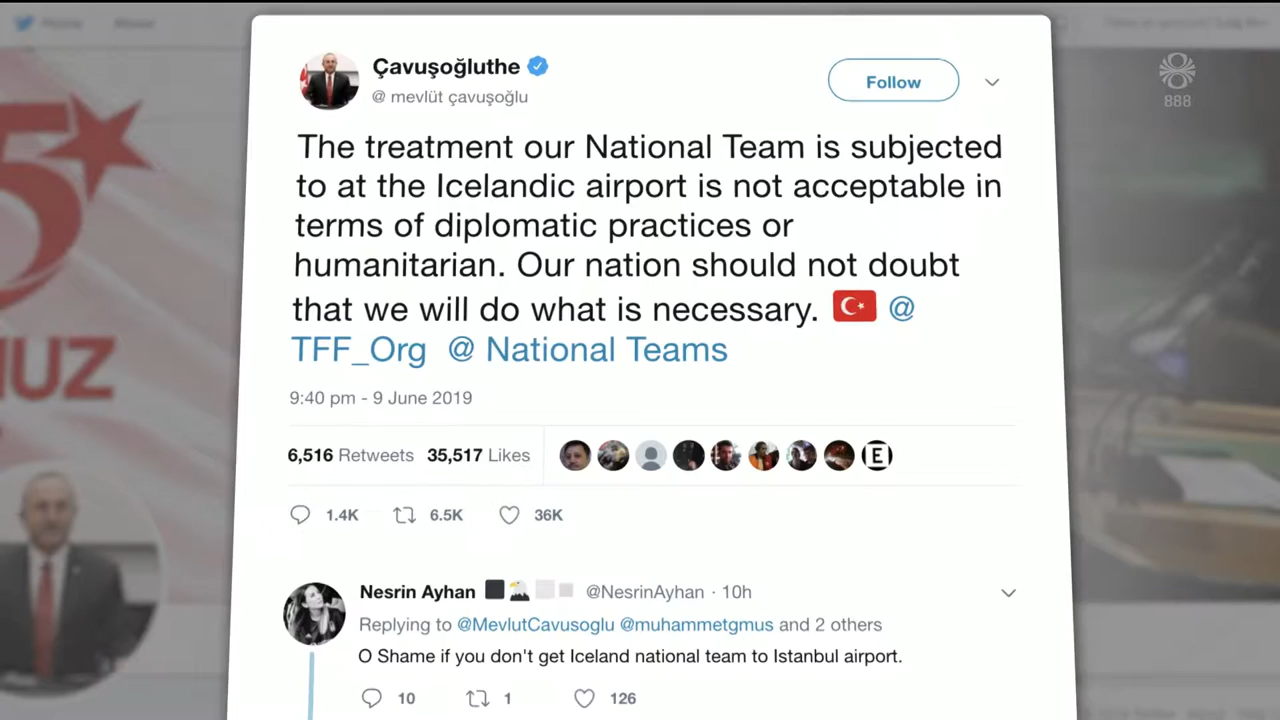 Çavuşoğluthe
@ mevlüt çavuşoğlu
Follow
888
The treatment our National Team is subjected
to at the Icelandic airport is not acceptable in
terms of diplomatic practices or
humanitarian. Our nation should not doubt
that we will do what is necessary. @
TFF_Org @ National Teams
9:40 pm - 9 June 2019
6,516 Retweets 35,517 Likes
E
1.4K 6.5K 36K
Nesrin Ayhan @NesrinAyhan · 10h
Replying to @MevlutCavusoglu @muhammetgmus and 2 others
O Shame if you don't get Iceland national team to Istanbul airport.
10 1 126
5
UZ